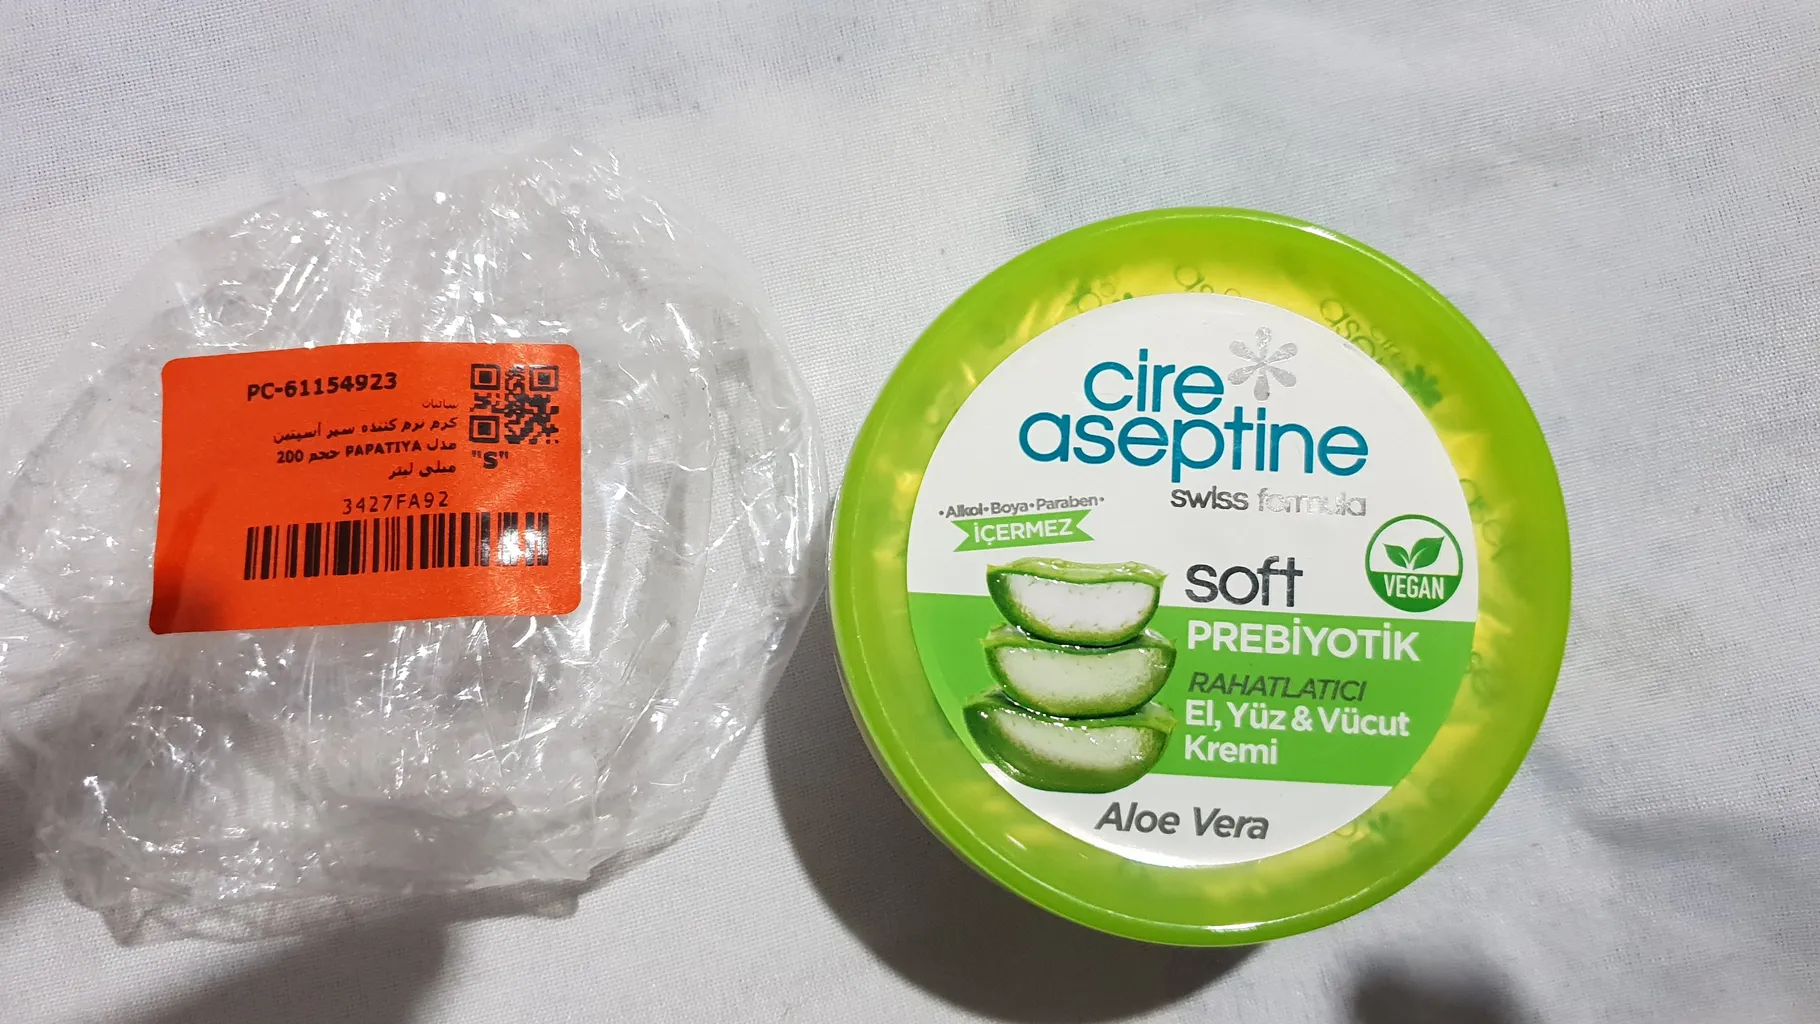 PC-61154923
کرم نرم کننده سیر آسپتین
مدل PAPATIYA حجم 200
میلی لیتر
"S"
3427FA92
cire
aseptine
swiss formula
•Alkol•Boya•Paraben•
İÇERMEZ
soft
VEGAN
PREBİYOTİK
RAHATLATICI
El, Yüz & Vücut
Kremi
Aloe Vera